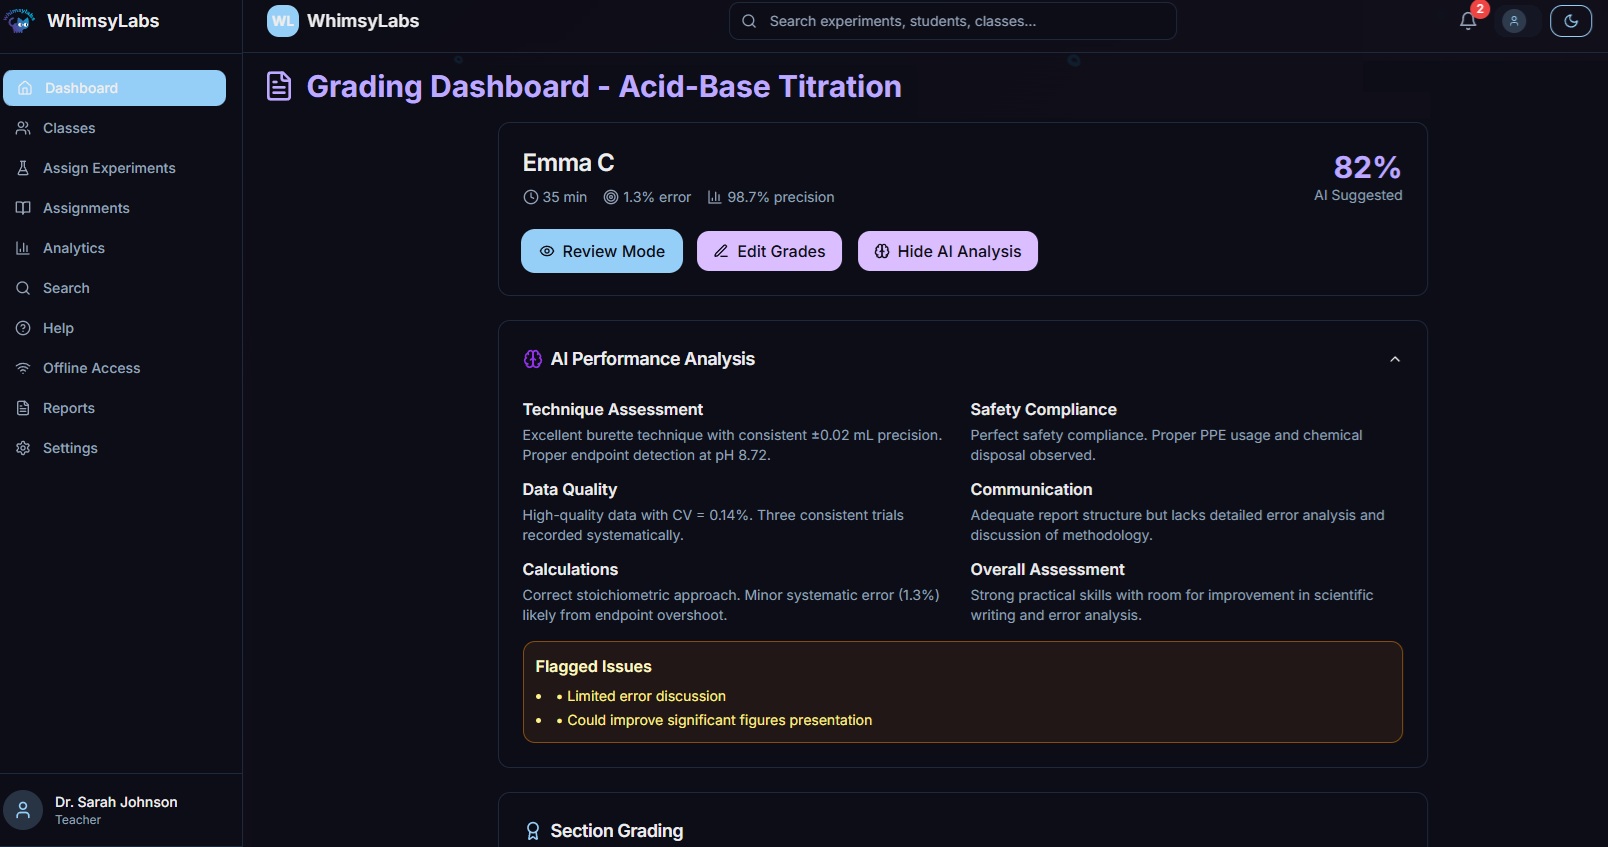 whimsylabs
WhimsyLabs
WL WhimsyLabs
Search experiments, students, classes...
2
Dashboard
Classes
Assign Experiments
Assignments
Analytics
Search
Help
Offline Access
Reports
Settings
Dr. Sarah Johnson
Teacher
Grading Dashboard - Acid-Base Titration
Emma C
35 min 1.3% error 98.7% precision
82%
AI Suggested
Review Mode Edit Grades Hide AI Analysis
AI Performance Analysis
Technique Assessment
Excellent burette technique with consistent ±0.02 mL precision.
Proper endpoint detection at pH 8.72.
Safety Compliance
Perfect safety compliance. Proper PPE usage and chemical
disposal observed.
Data Quality
High-quality data with CV = 0.14%. Three consistent trials
recorded systematically.
Communication
Adequate report structure but lacks detailed error analysis and
discussion of methodology.
Calculations
Correct stoichiometric approach. Minor systematic error (1.3%)
likely from endpoint overshoot.
Overall Assessment
Strong practical skills with room for improvement in scientific
writing and error analysis.
Flagged Issues
• • Limited error discussion
• • Could improve significant figures presentation
Section Grading